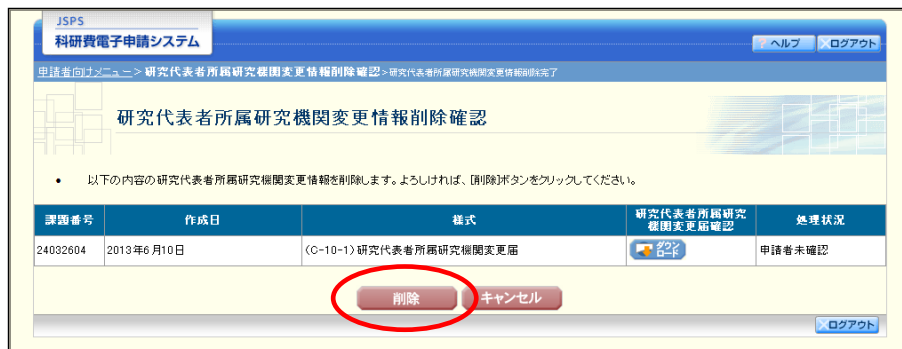 JSPS
科研費電子申請システム
? ヘルプ
ログアウト
申請者向けメニュー>研究代表者所属研究機関変更情報削除確認>研究代表者所属研究機関変更情報削除完了
研究代表者所属研究機関変更情報削除確認
• 以下の内容の研究代表者所属研究機関変更情報を削除します。よろしければ、[削除]ボタンをクリックしてください。
課題番号 作成日 様式 研究代表者所属研究機関変更届確認 処理状況
24032604 2013年6月10日 (C-10-1)研究代表者所属研究機関変更届 ダウンロード 申請者未確認
削除 キャンセル
ログアウト